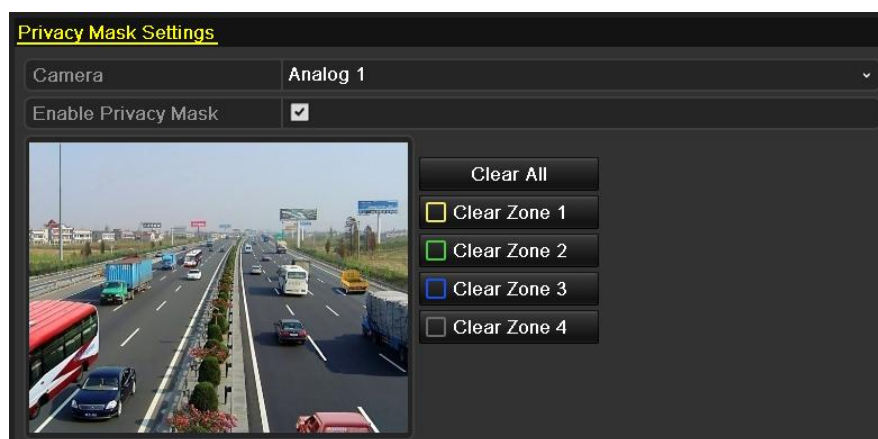 Privacy Mask Settings
Camera
Analog 1
Enable Privacy Mask
Clear All
Clear Zone 1
Clear Zone 2
Clear Zone 3
Clear Zone 4